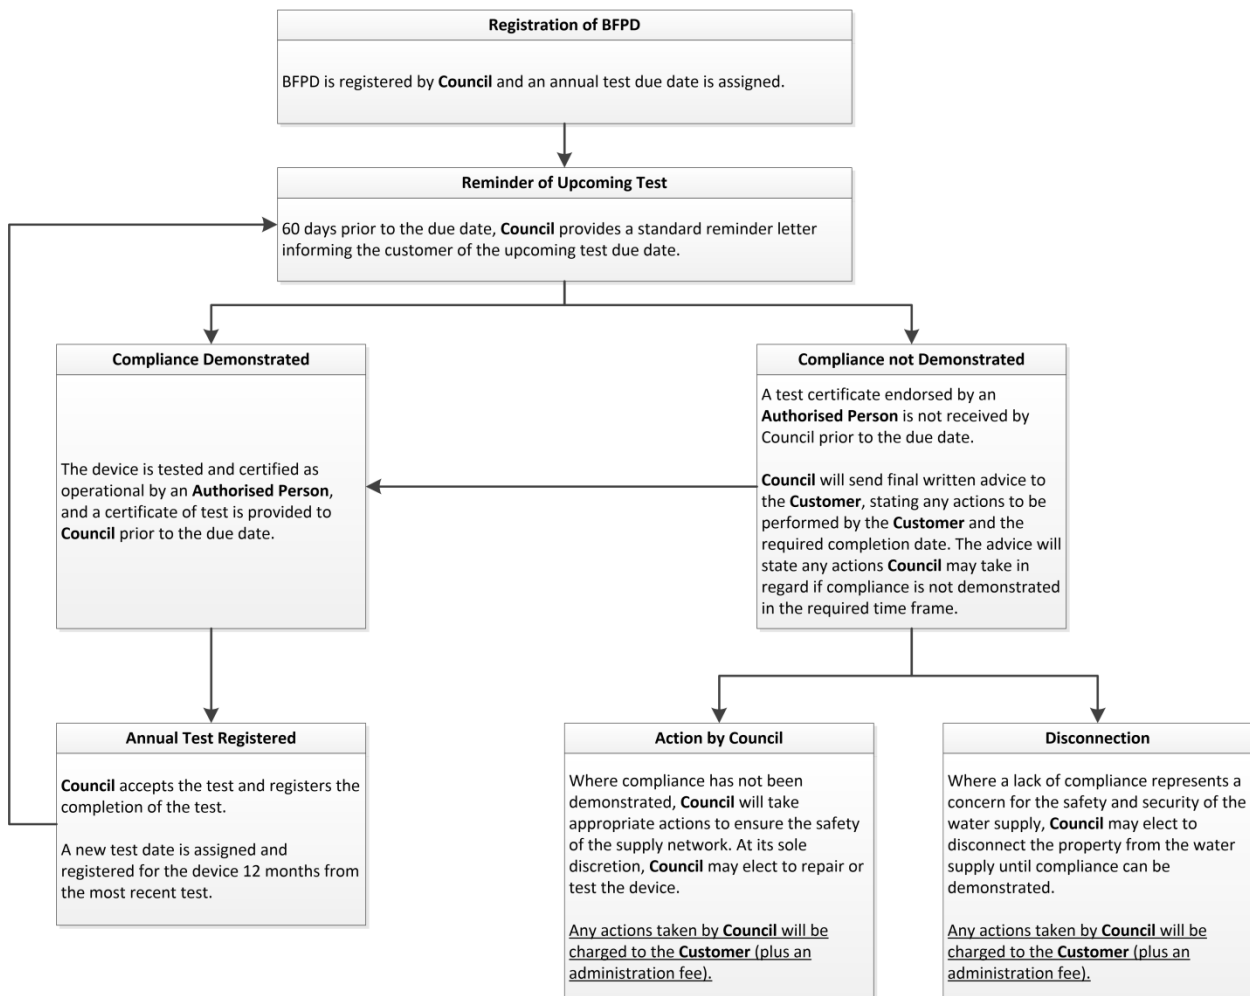 Registration of BFPD
BFPD is registered by Council and an annual test due date is assigned.
Reminder of Upcoming Test
60 days prior to the due date, Council provides a standard reminder letter
informing the customer of the upcoming test due date.
Compliance Demonstrated
The device is tested and certified as
operational by an Authorised Person,
and a certificate of test is provided to
Council prior to the due date.
Compliance not Demonstrated
A test certificate endorsed by an
Authorised Person is not received by
Council prior to the due date.
Council will send final written advice to
the Customer, stating any actions to be
performed by the Customer and the
required completion date. The advice will
state any actions Council may take in
regard if compliance is not demonstrated
in the required time frame.
Annual Test Registered
Council accepts the test and registers the
completion of the test.
A new test date is assigned and
registered for the device 12 months from
the most recent test.
Action by Council
Where compliance has not been
demonstrated, Council will take
appropriate actions to ensure the safety
of the supply network. At its sole
discretion, Council may elect to repair or
test the device.
Any actions taken by Council will be
charged to the Customer (plus an
administration fee).
Disconnection
Where a lack of compliance represents a
concern for the safety and security of the
water supply, Council may elect to
disconnect the property from the water
supply until compliance can be
demonstrated.
Any actions taken by Council will be
charged to the Customer (plus an
administration fee).